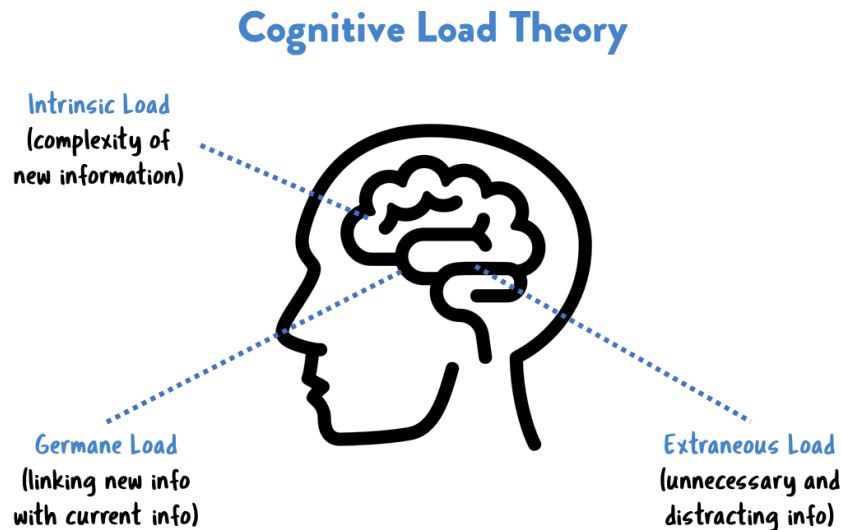 Cognitive Load Theory
Intrinsic Load
(complexity of
new information)
Germane Load
(linking new info
with current info)
Extraneous Load
(unnecessary and
distracting info)